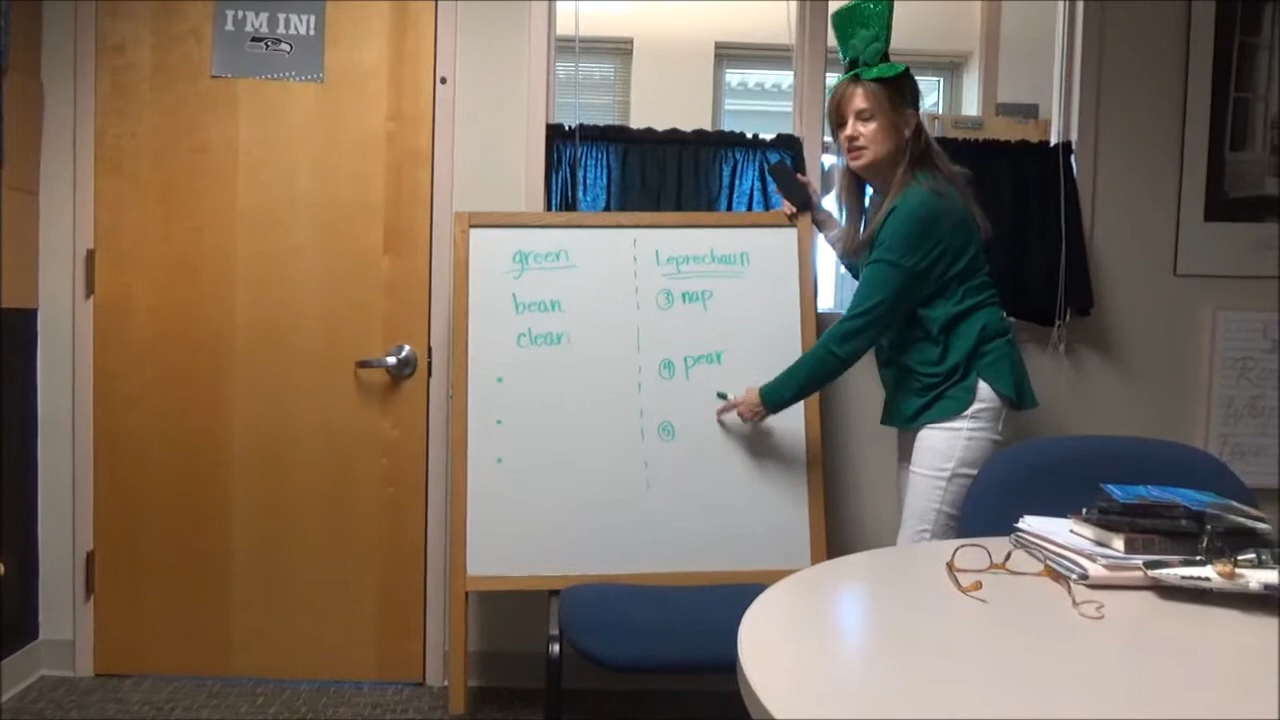 I'M IN!
green
bean
clean
Leprechaun
③ nap
④ pear
⑤